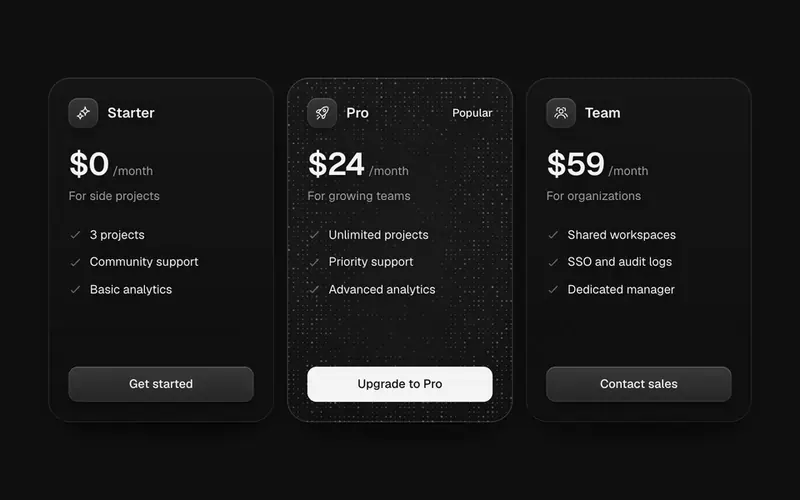 Starter
$0 /month
For side projects
3 projects
Community support
Basic analytics
Get started
Pro
Popular
$24 /month
For growing teams
Unlimited projects
Priority support
Advanced analytics
Upgrade to Pro
Team
$59 /month
For organizations
Shared workspaces
SSO and audit logs
Dedicated manager
Contact sales